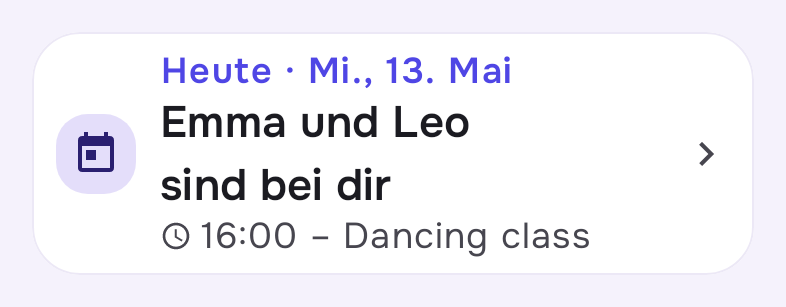 Heute · Mi., 13. Mai
Emma und Leo
sind bei dir
16:00 – Dancing class